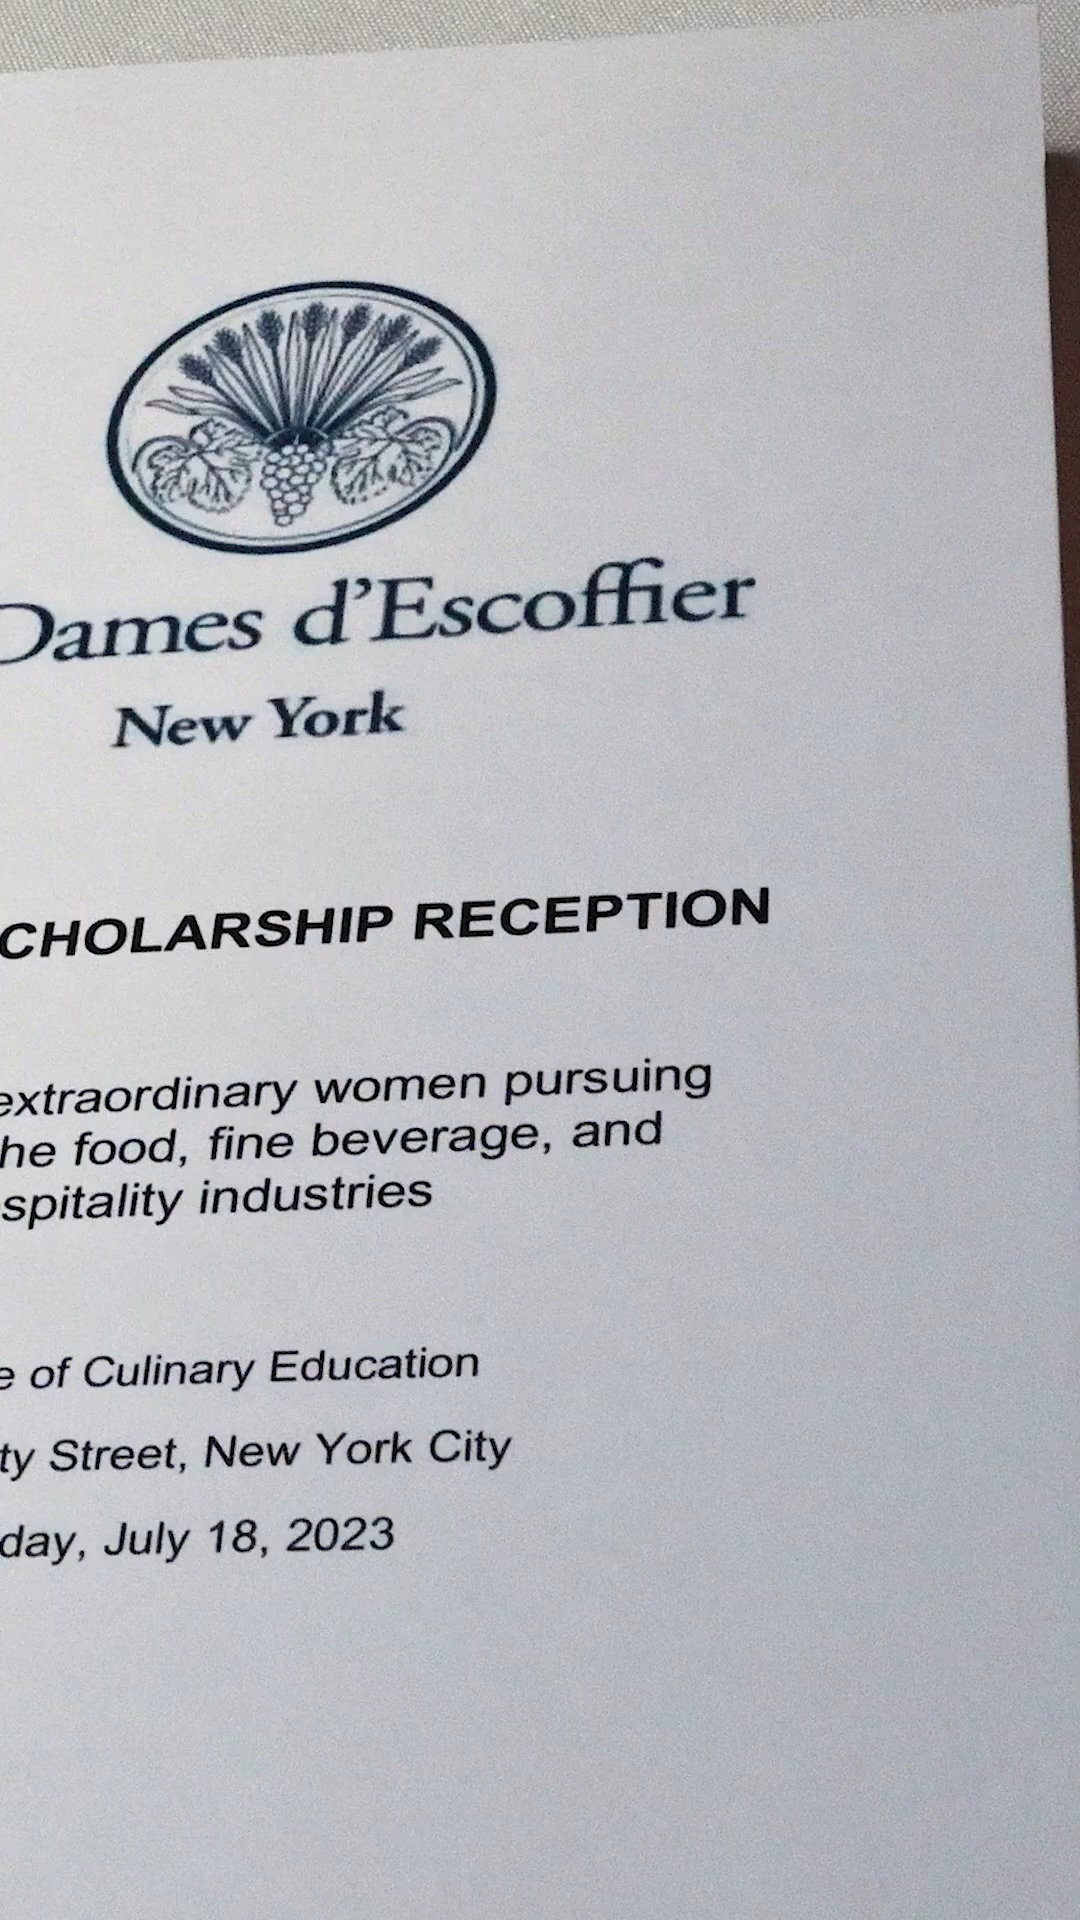 Dames d'Escoffier
New York
CHOLARSHIP RECEPTION
extraordinary women pursuing
he food, fine beverage, and
spitality industries
e of Culinary Education
ty Street, New York City
day, July 18, 2023